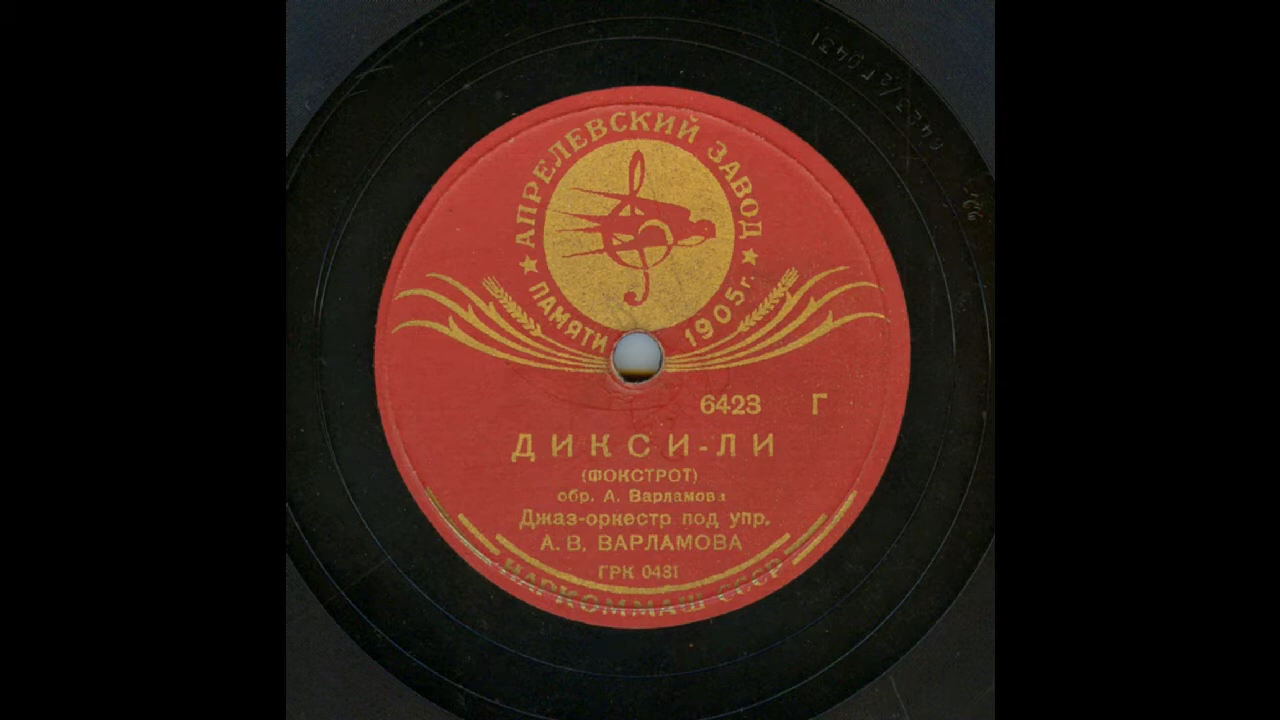 АПРЕЛЕВСКИЙ ЗАВОД
ПАМЯТИ 1905 г.
6423 Г
ДИКСИ-ЛИ
(ФОКСТРОТ)
обр. А. Варламова
Джаз-оркестр под упр.
А. В. ВАРЛАМОВА
ГРК 0431
НАРКОММАШ СССР